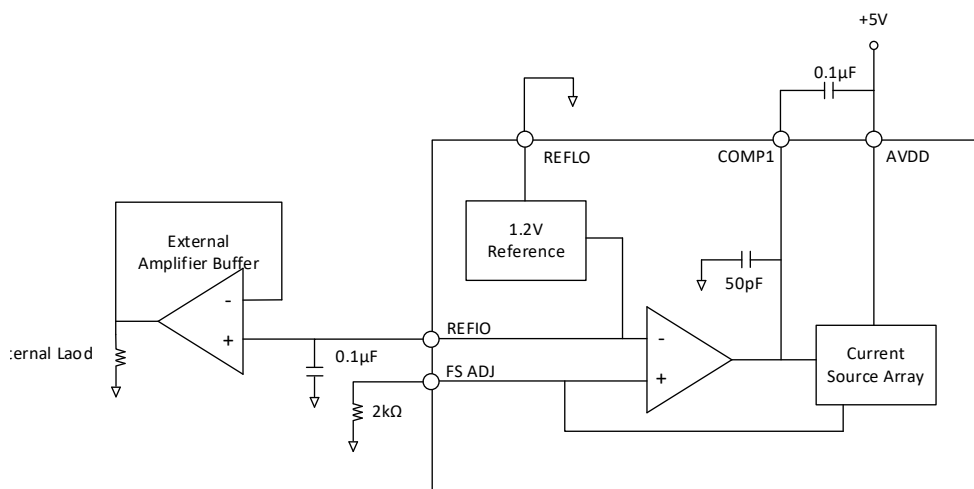 +5V
0.1µF
REFLO
COMP1
AVDD
1.2V
Reference
External
Amplifier Buffer
50pF
-
+
REFIO
-
+
0.1µF
FS ADJ
2kΩ
ternal Laod
Current
Source Array